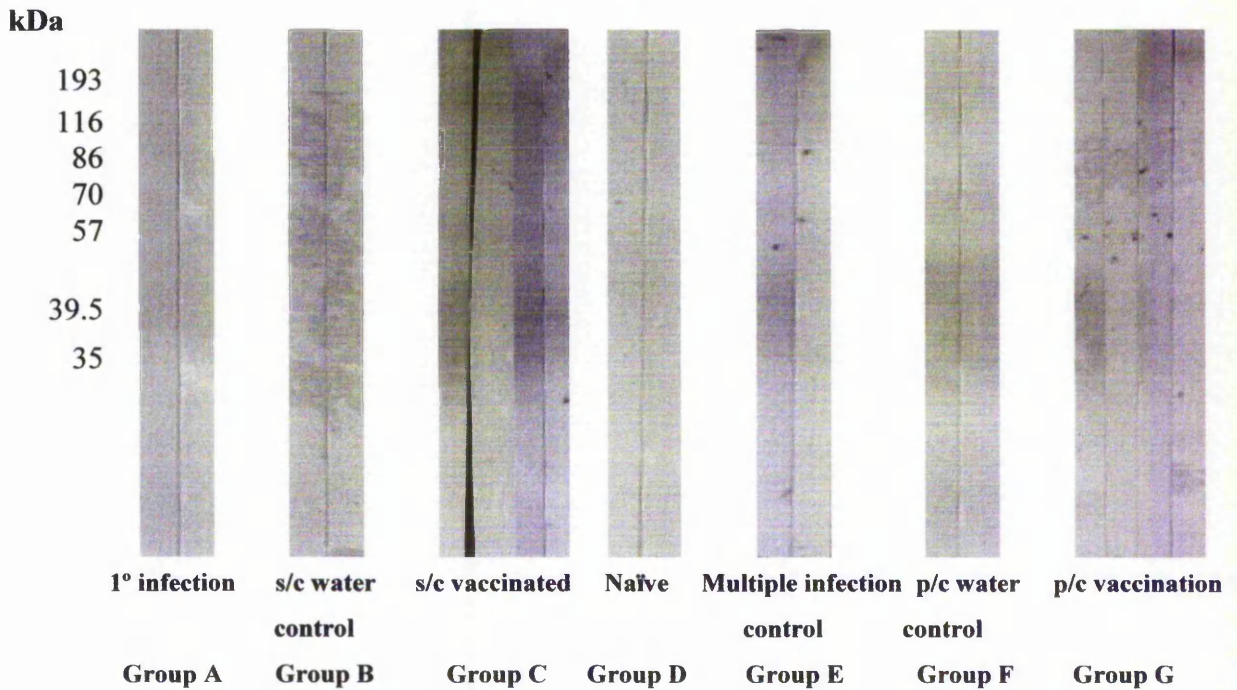 kDa
193
116
86
70
57
39.5
35
1º infection s/c water s/c vaccinated Naïve Multiple infection p/c water p/c vaccination
control control control
Group A Group B Group C Group D Group E Group F Group G